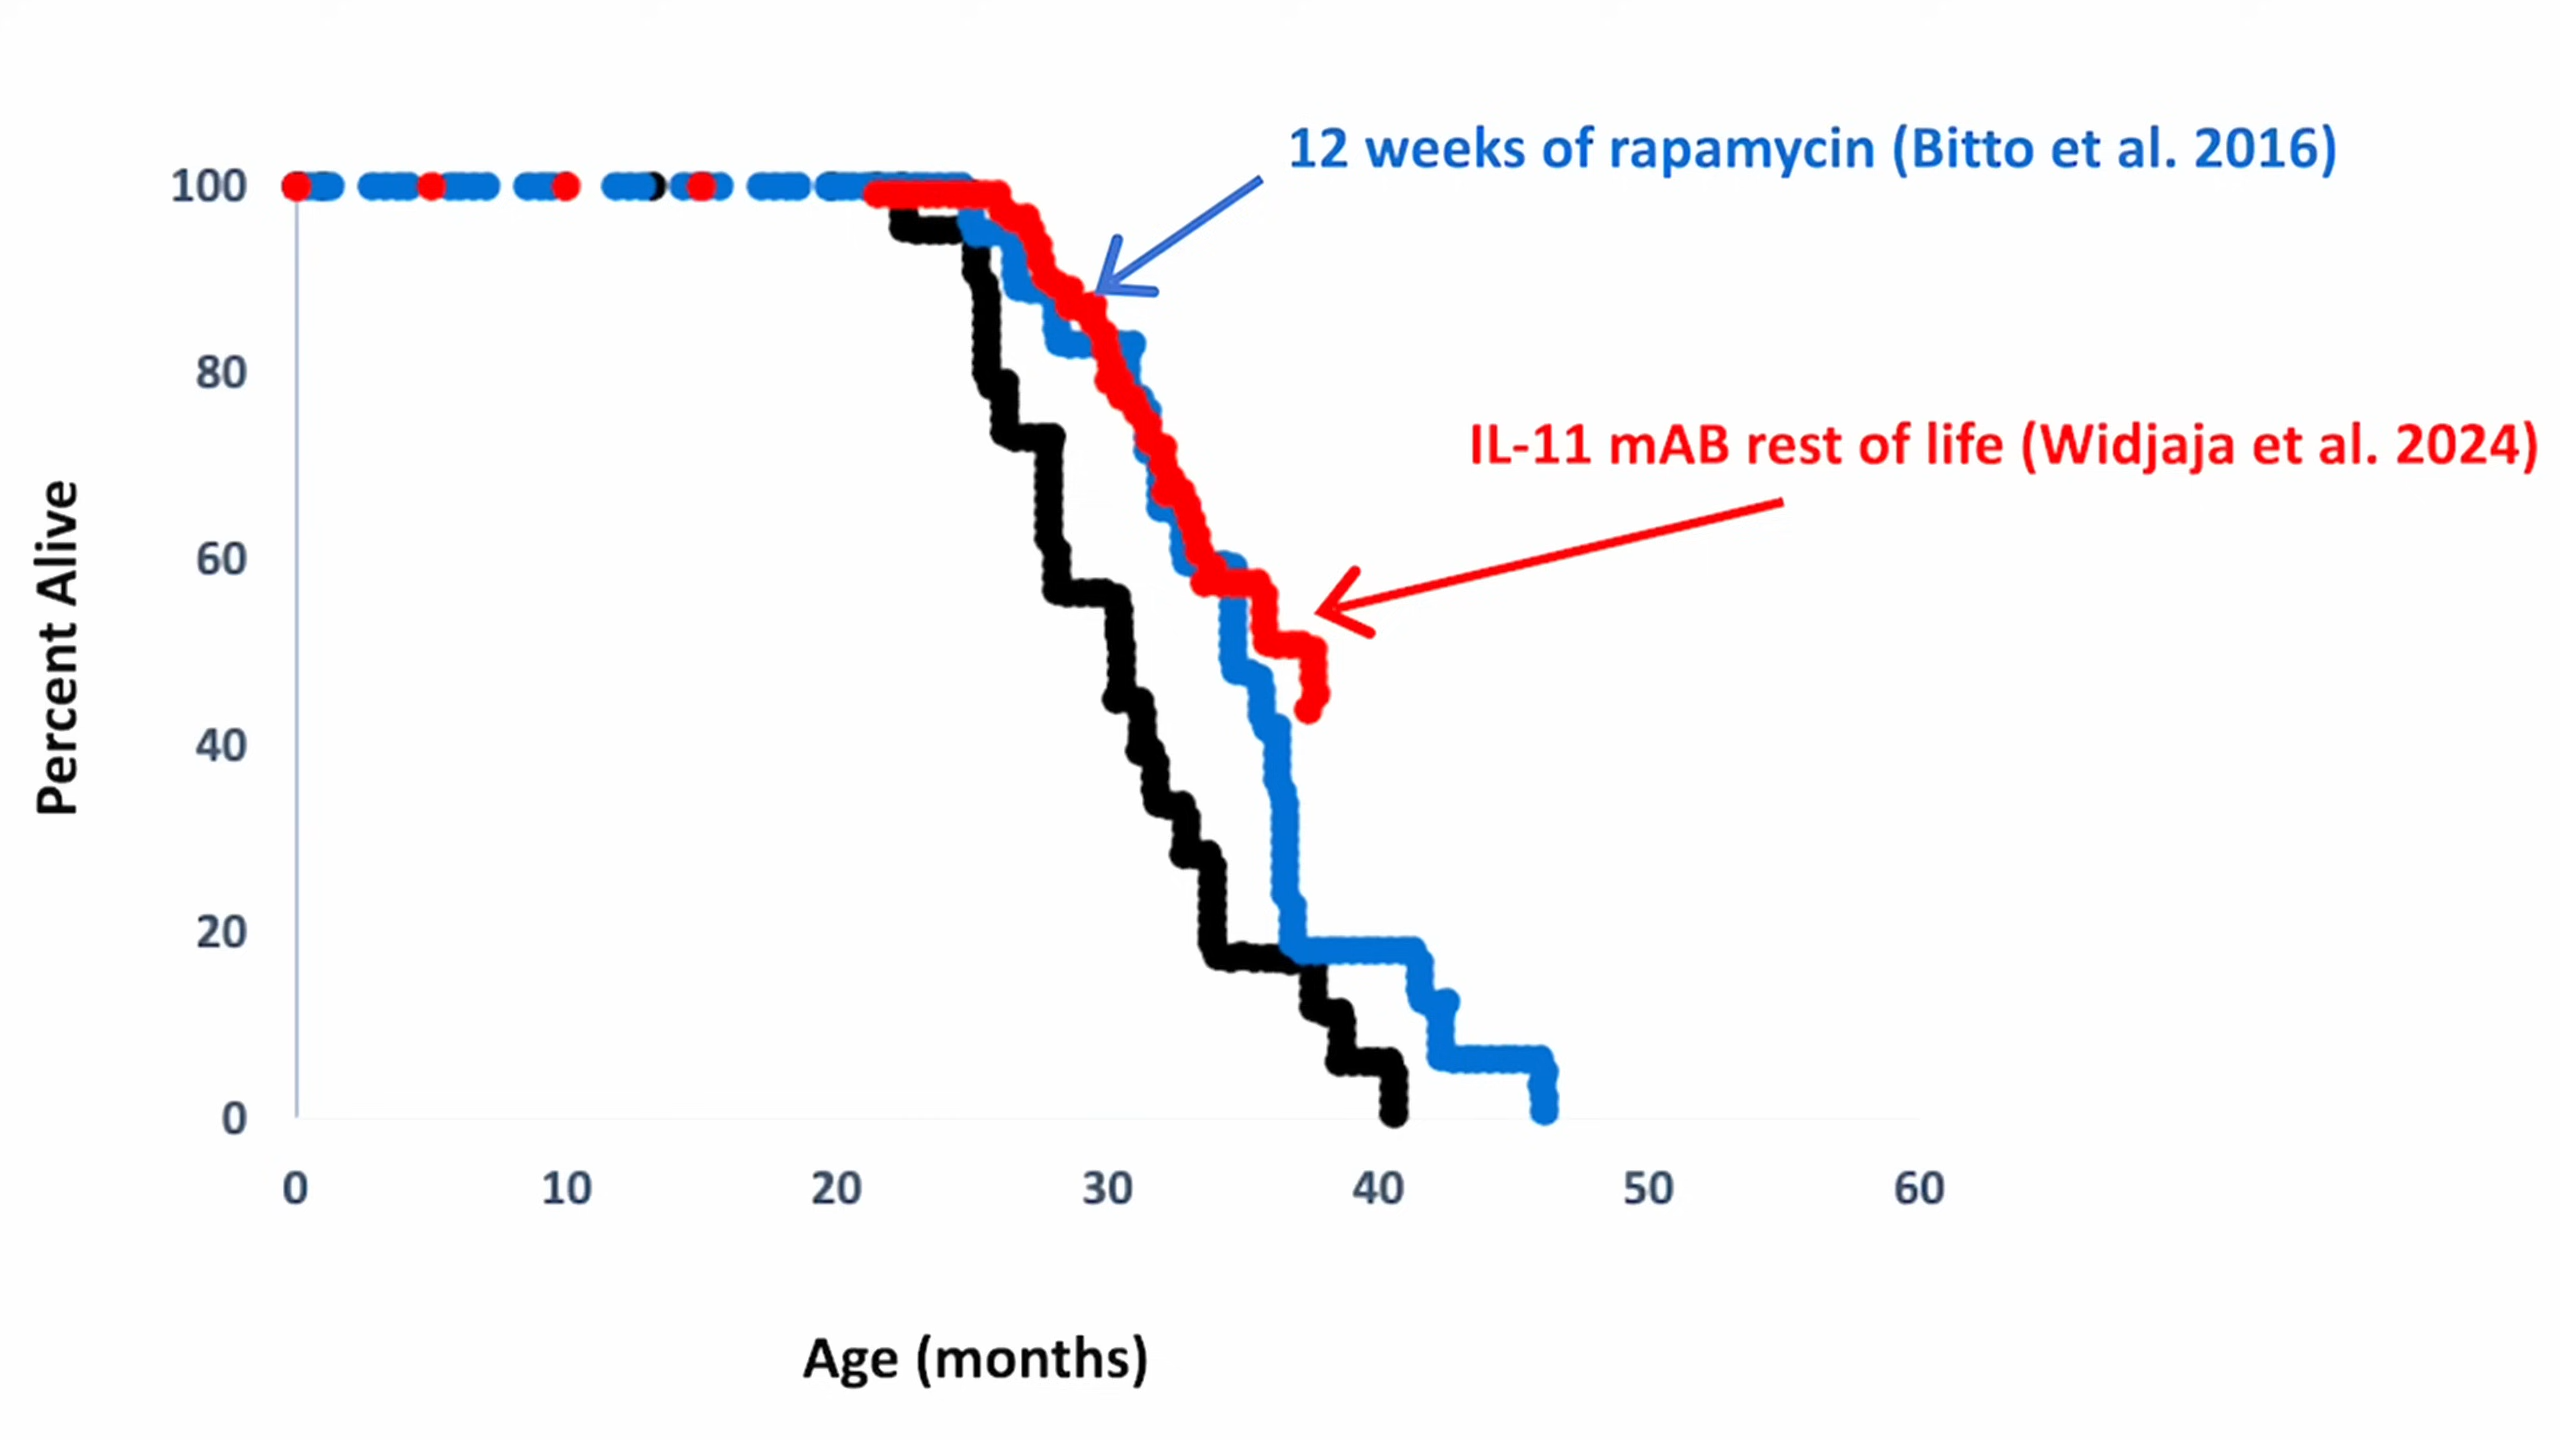 12 weeks of rapamycin (Bitto et al. 2016)
100
IL-11 mAB rest of life (Widjaja et al. 2024)
80
60
40
20
0
Percent Alive
0 10 20 30 40 50 60
Age (months)